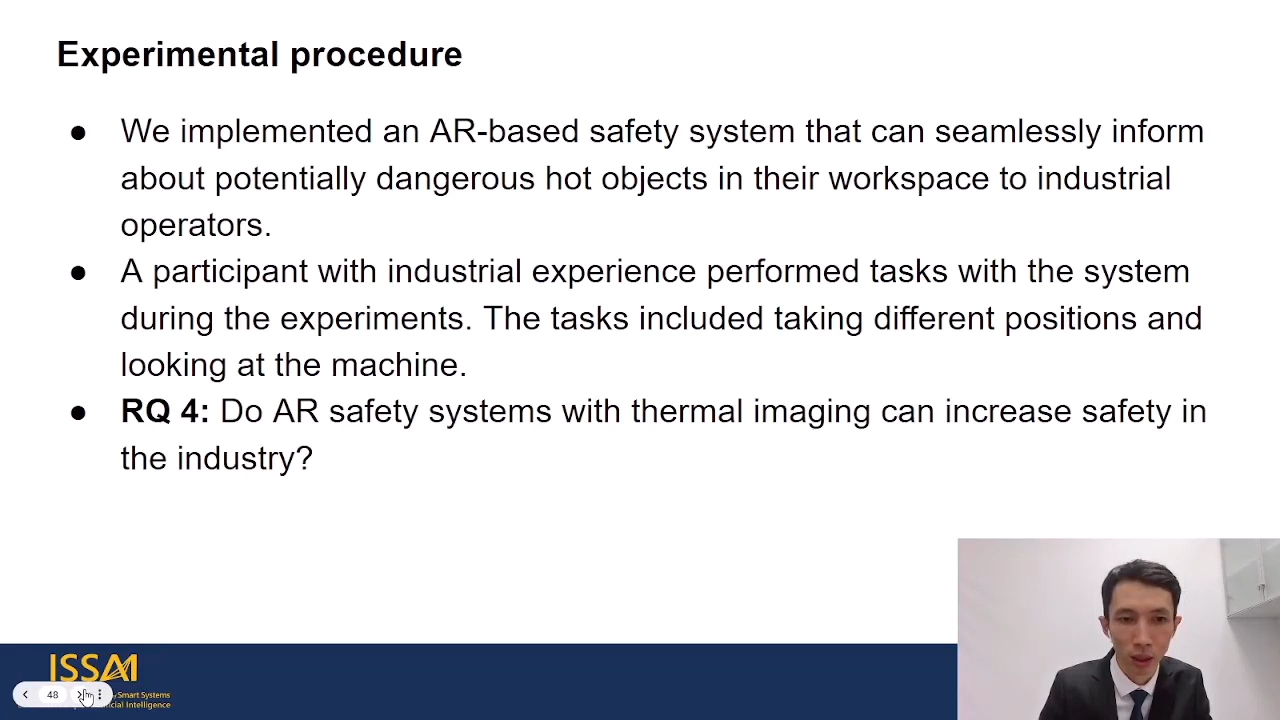 Experimental procedure
● We implemented an AR-based safety system that can seamlessly inform
about potentially dangerous hot objects in their workspace to industrial
operators.
● A participant with industrial experience performed tasks with the system
during the experiments. The tasks included taking different positions and
looking at the machine.
● RQ 4: Do AR safety systems with thermal imaging can increase safety in
the industry?
ISSAI
48
Smart Systems
Intelligence